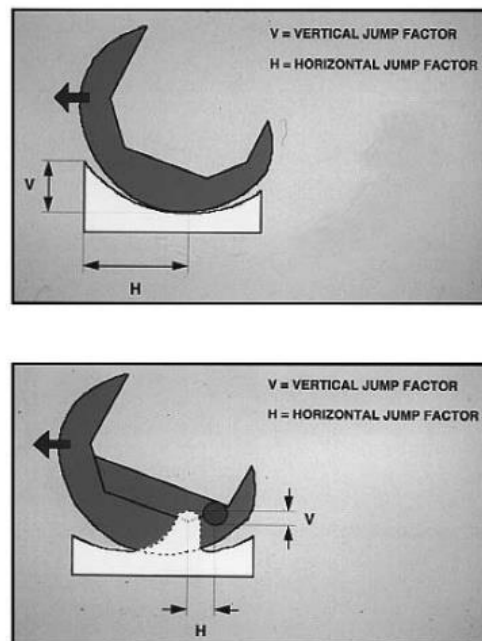 V = VERTICAL JUMP FACTOR
H = HORIZONTAL JUMP FACTOR
V
H
V = VERTICAL JUMP FACTOR
H = HORIZONTAL JUMP FACTOR
V
H